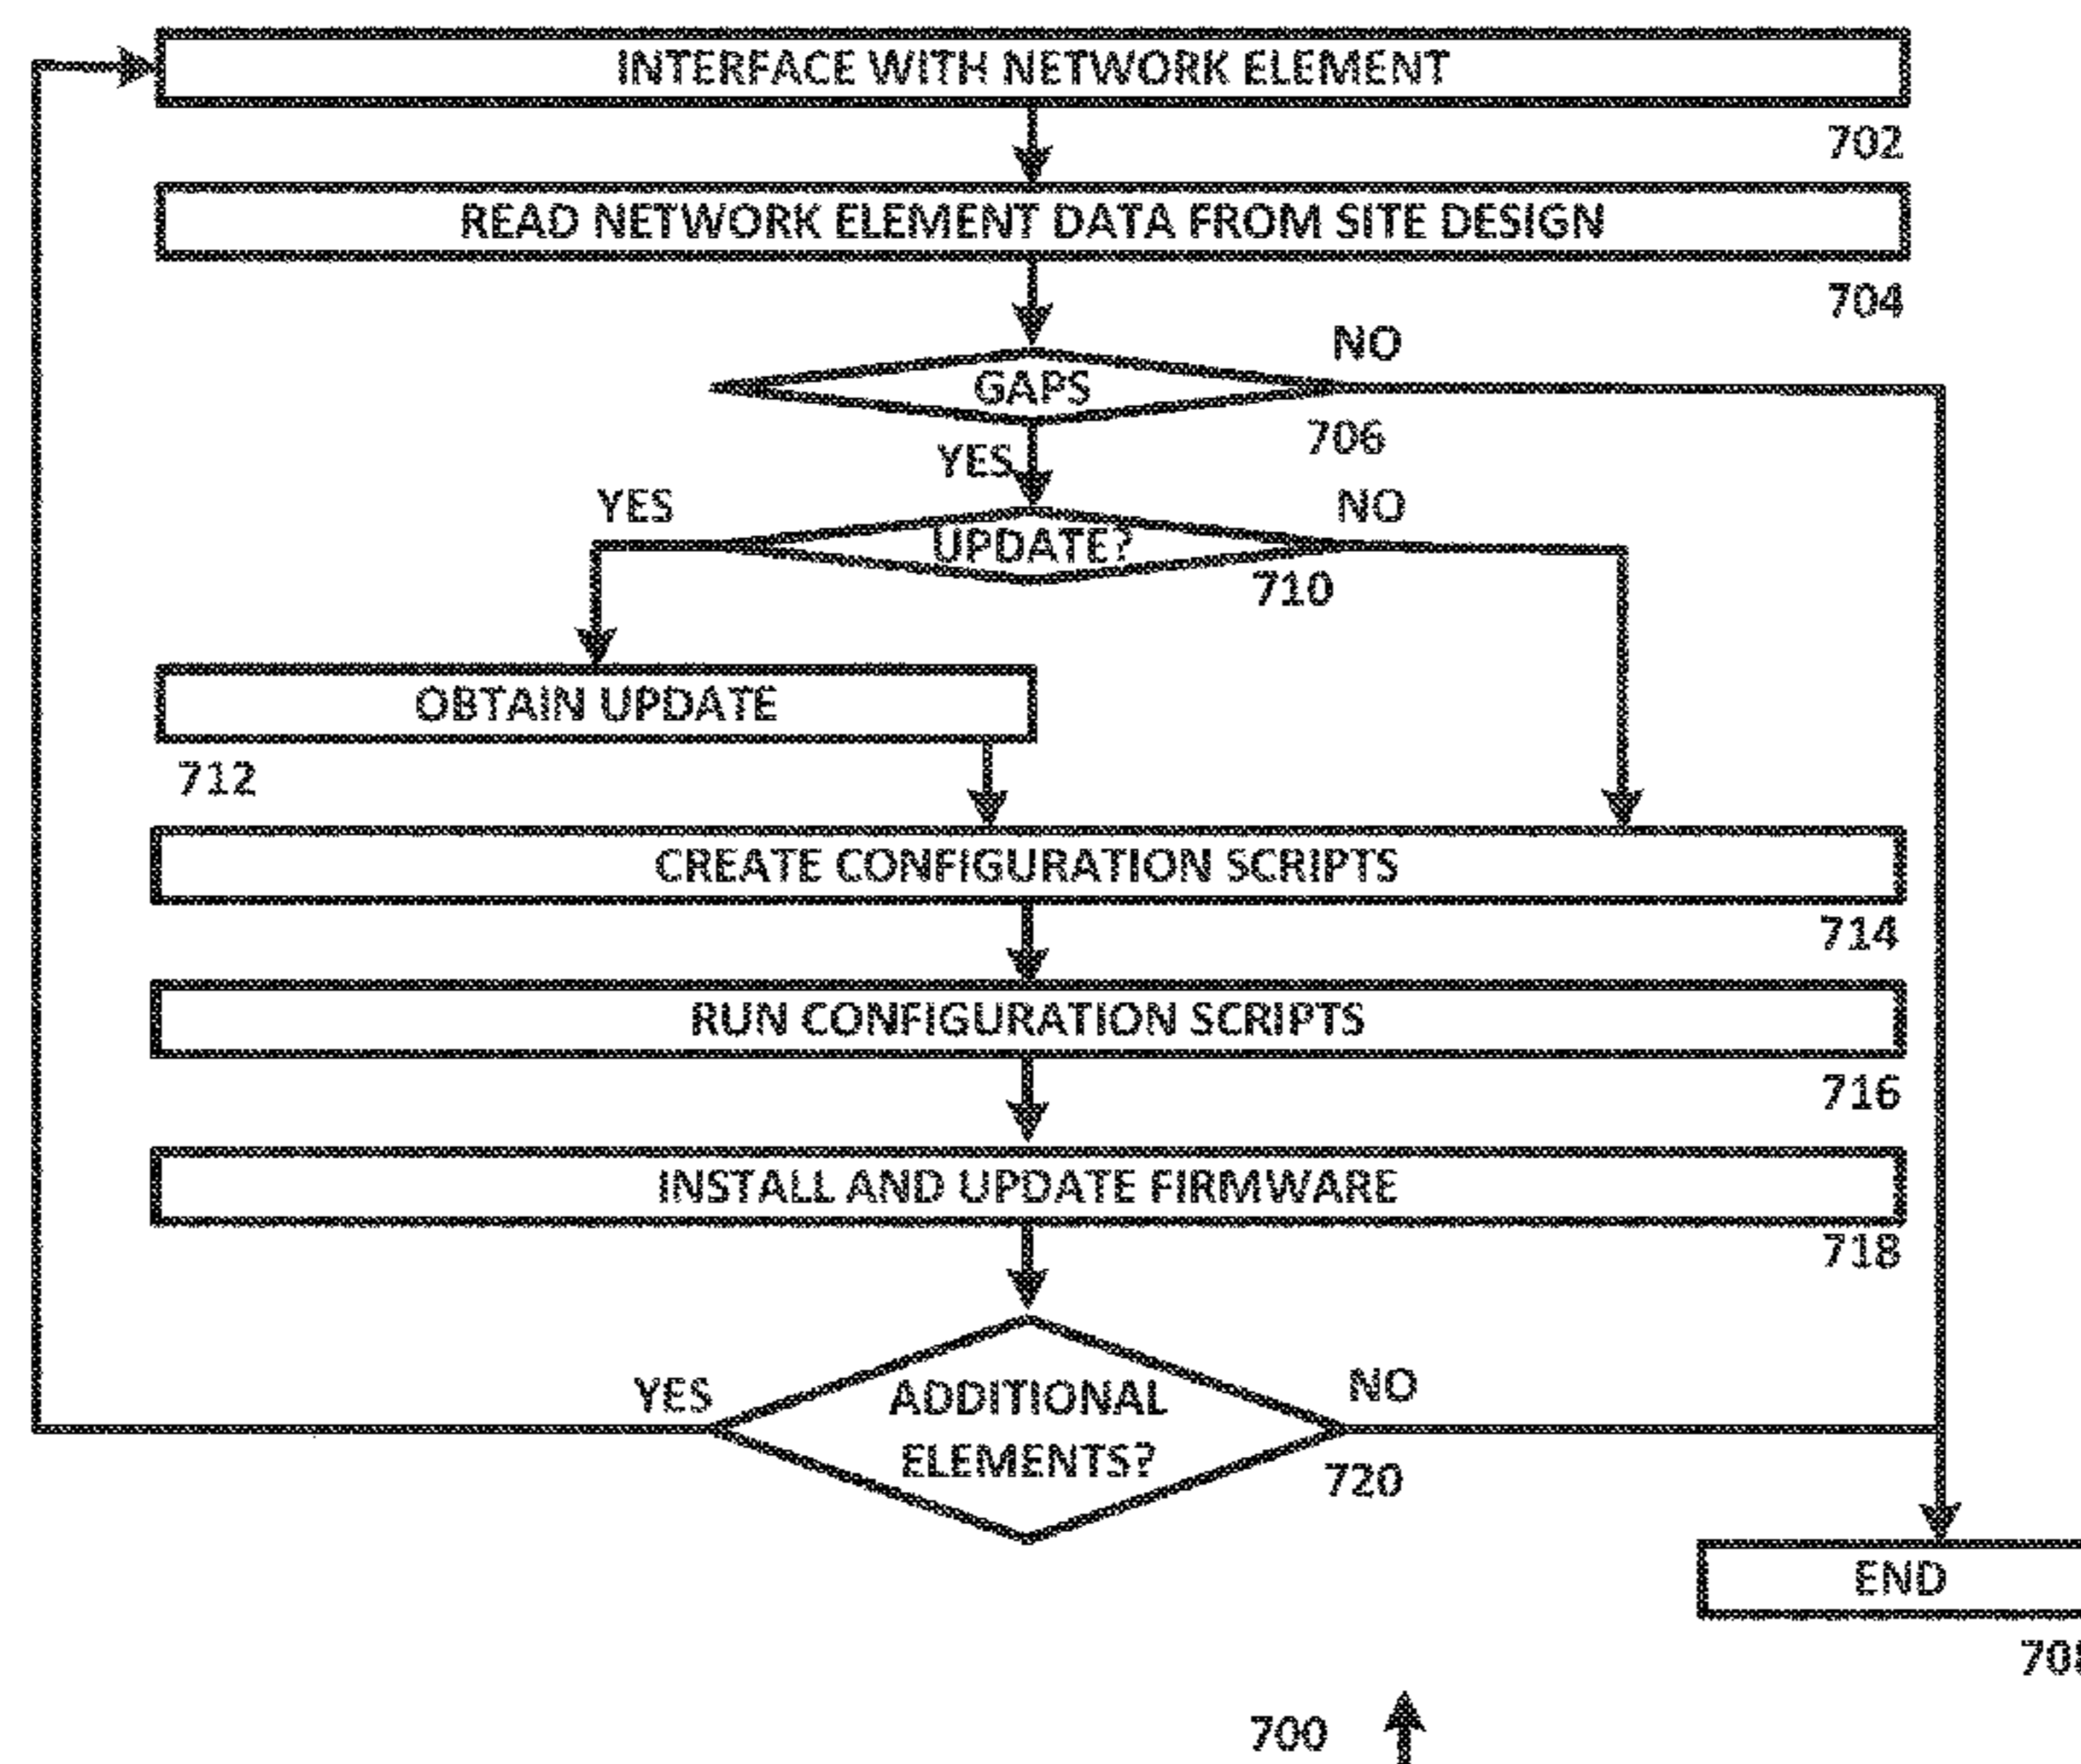 INTERFACE WITH NETWORK ELEMENT
702
READ NETWORK ELEMENT DATA FROM SITE DESIGN
704
NO
GAPS
706
YES
YES
NO
UPDATE?
710
OBTAIN UPDATE
712
CREATE CONFIGURATION SCRIPTS
714
RUN CONFIGURATION SCRIPTS
716
INSTALL AND UPDATE FIRMWARE
718
YES
ADDITIONAL
ELEMENTS?
NO
720
END
700